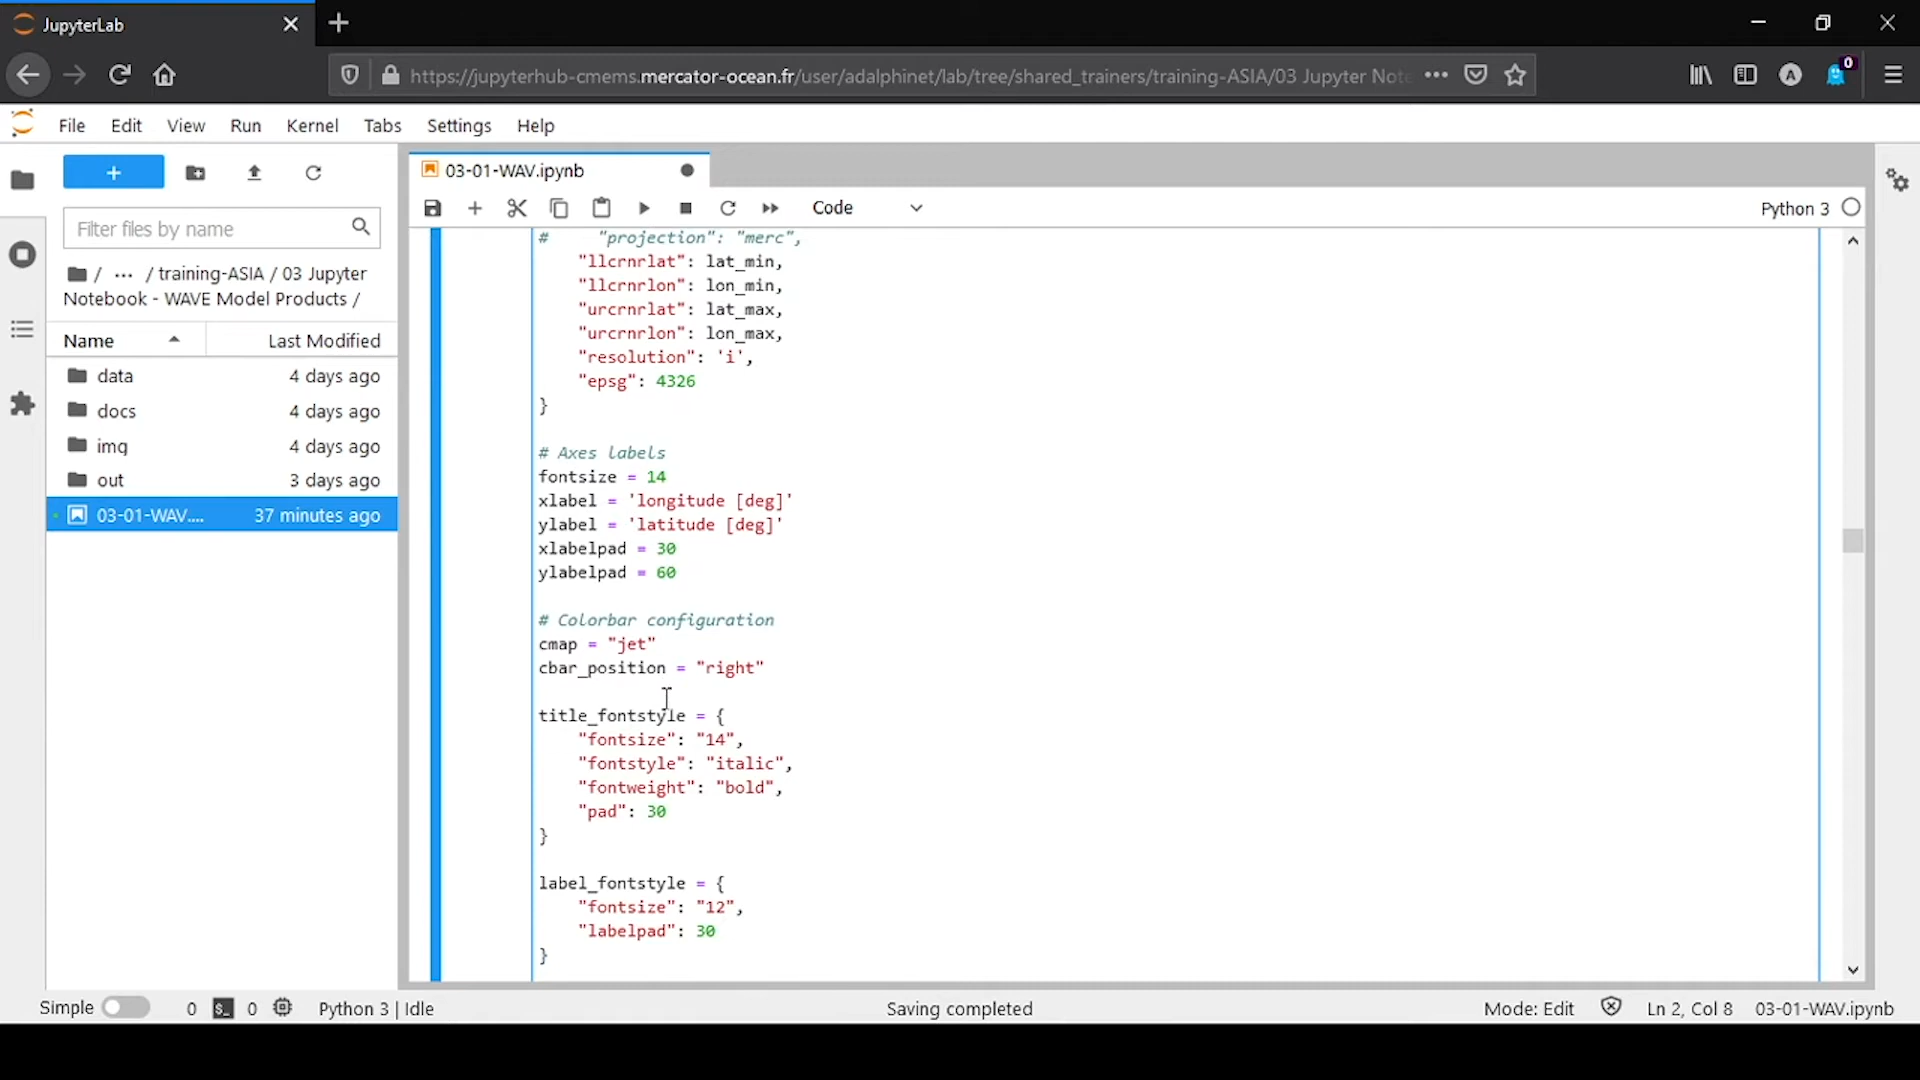 JupyterLab
https://jupyterhub-cmems.mercator-ocean.fr/user/adalphinet/lab/tree/shared_trainers/training-ASIA/03 Jupyter Note
A
0
File Edit View Run Kernel Tabs Settings Help
03-01-WAV.ipynb
Filter files by name
Code
Python 3
/ ... / training-ASIA / 03 Jupyter
Notebook - WAVE Model Products /
Name Last Modified
data 4 days ago
docs 4 days ago
img 4 days ago
out 3 days ago
03-01-WAV.... 37 minutes ago
#     "projection": "merc",
"llcrnrlat": lat_min,
"llcrnrlon": lon_min,
"urcrnrlat": lat_max,
"urcrnrlon": lon_max,
"resolution": 'i',
"epsg": 4326
}
# Axes labels
fontsize = 14
xlabel = 'longitude [deg]'
ylabel = 'latitude [deg]'
xlabelpad = 30
ylabelpad = 60
# Colorbar configuration
cmap = "jet"
cbar_position = "right"
title_fontstyle = {
"fontsize": "14",
"fontstyle": "italic",
"fontweight": "bold",
"pad": 30
}
label_fontstyle = {
"fontsize": "12",
"labelpad": 30
}
Simple 0 $_ 0 Python 3 | Idle Saving completed Mode: Edit Ln 2, Col 8 03-01-WAV.ipynb